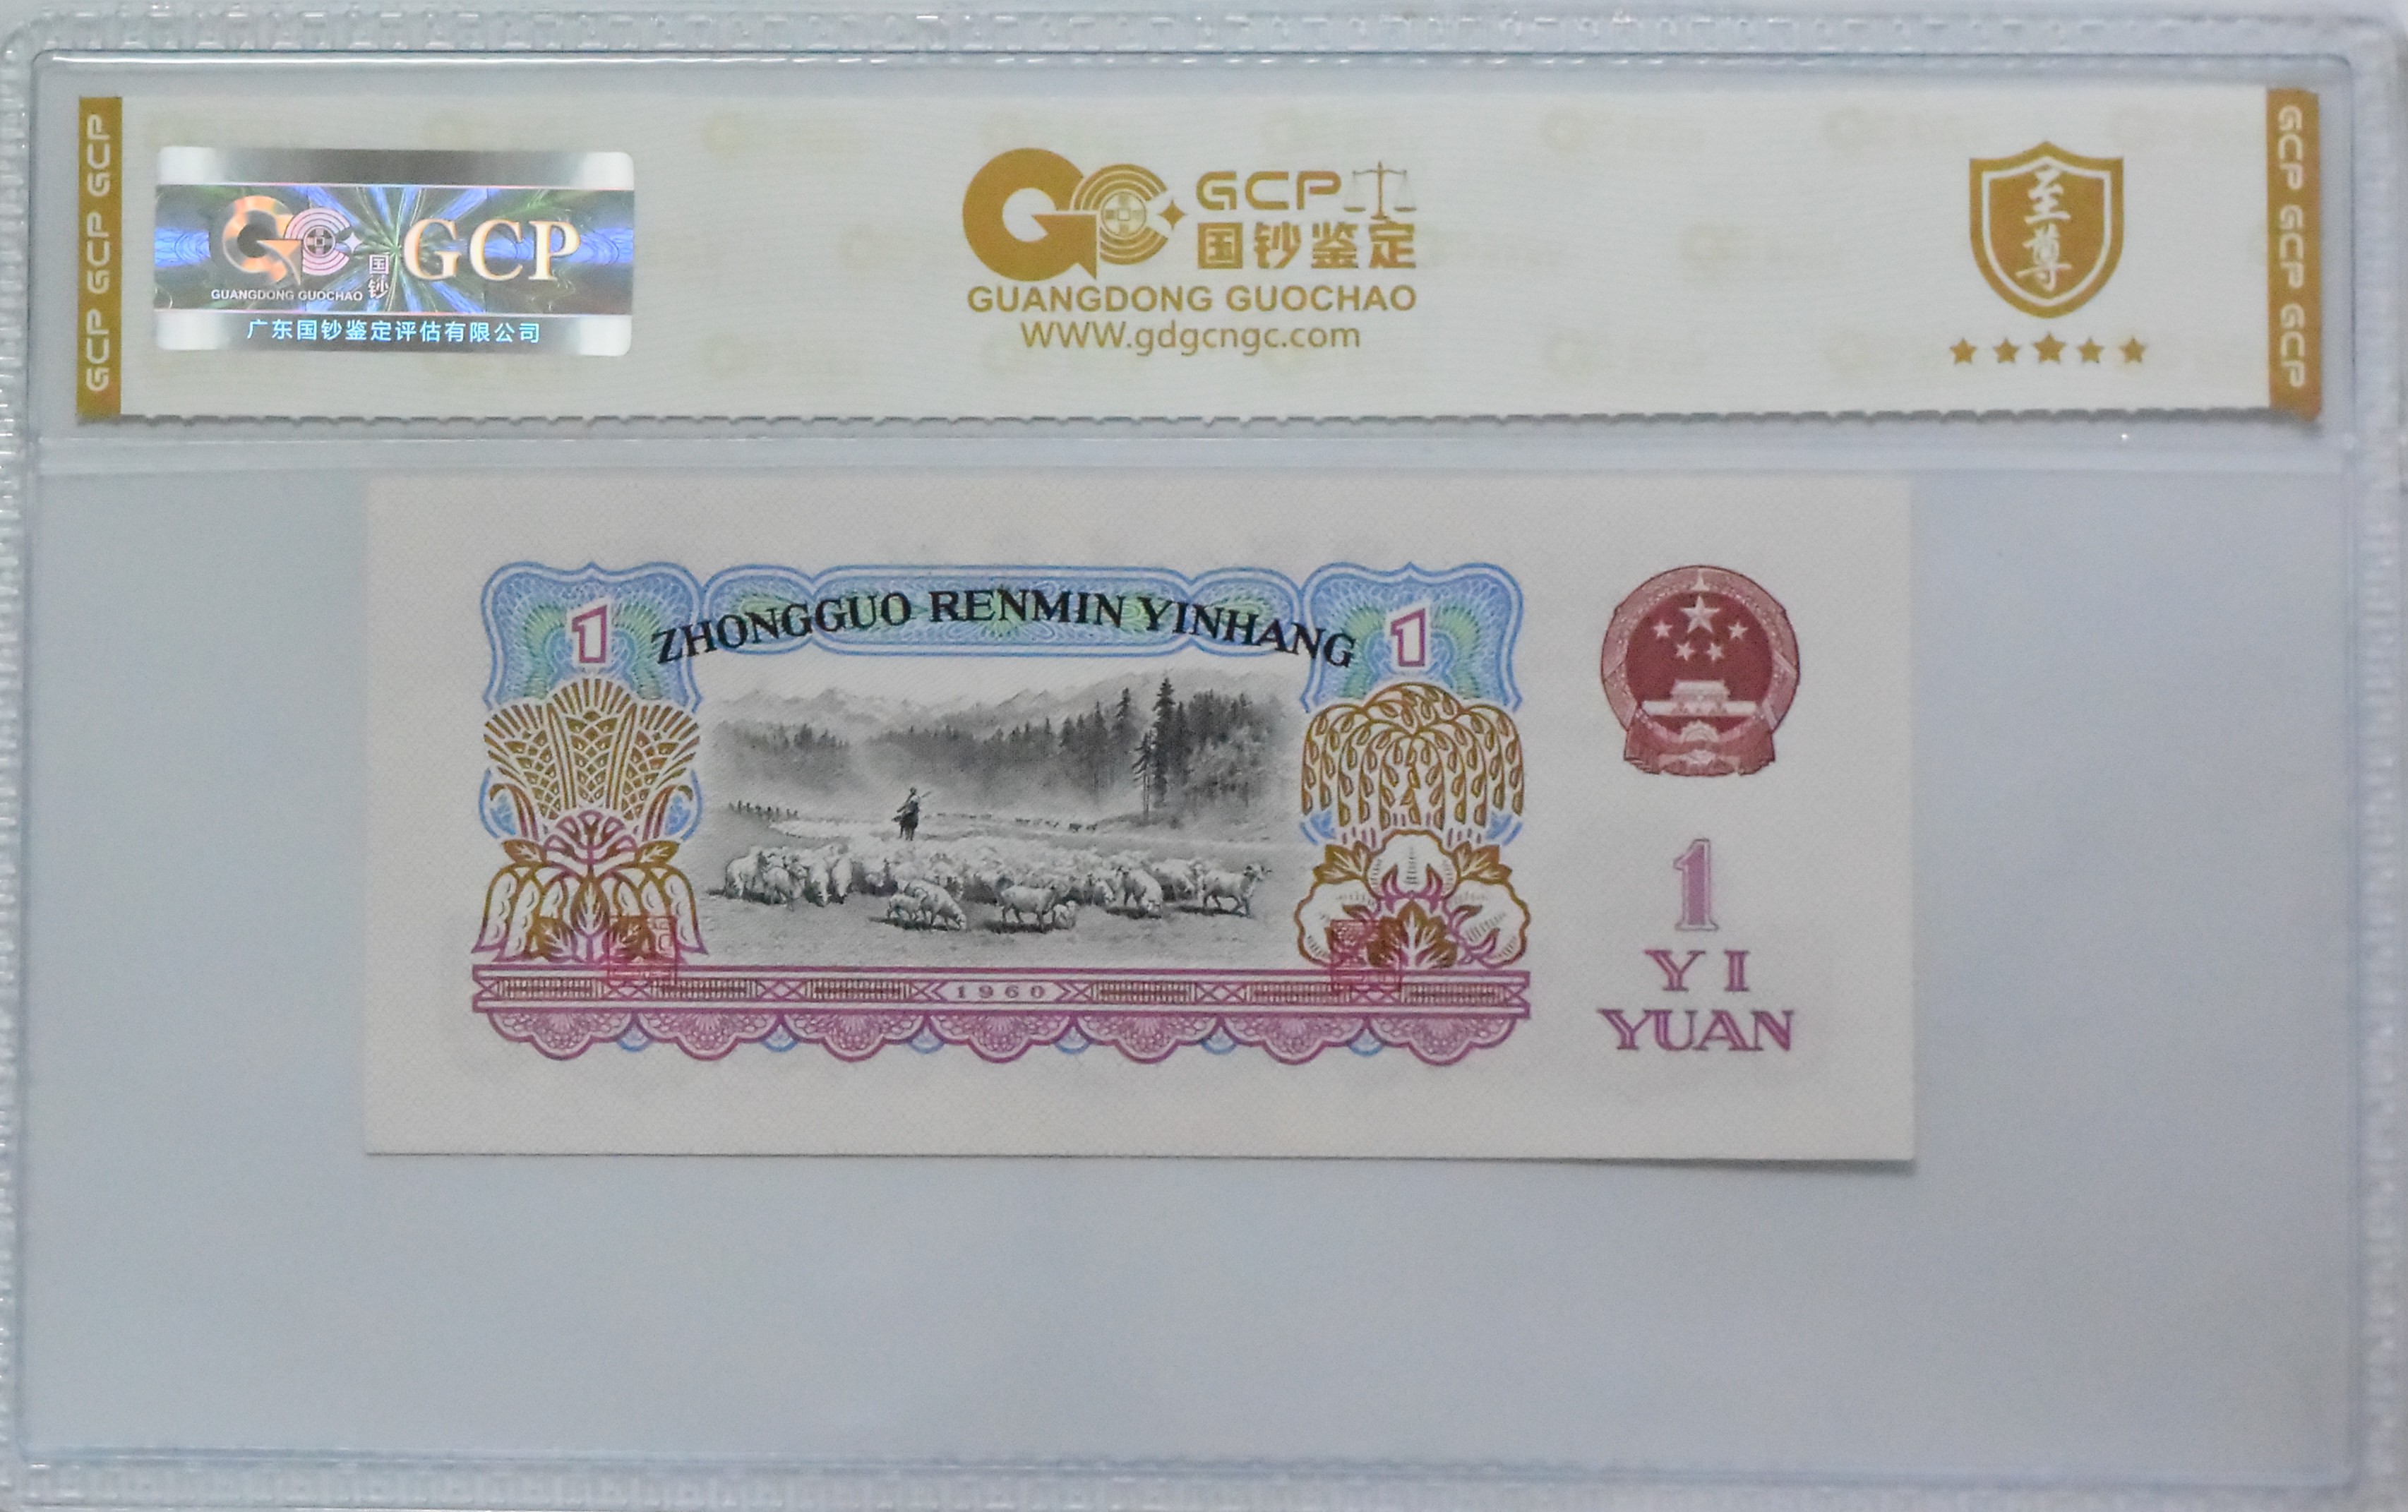 GCP GCP GCP
GUANGDONG GUOCHAO
国钞
GCP
广东国钞鉴定评估有限公司
GCP
国钞鉴定
GUANGDONG GUOCHAO
WWW.gdgcngc.com
至尊
GCP GCP GCP
1
ZHONGGUO RENMIN YINHANG
1
1960
1
YI
YUAN